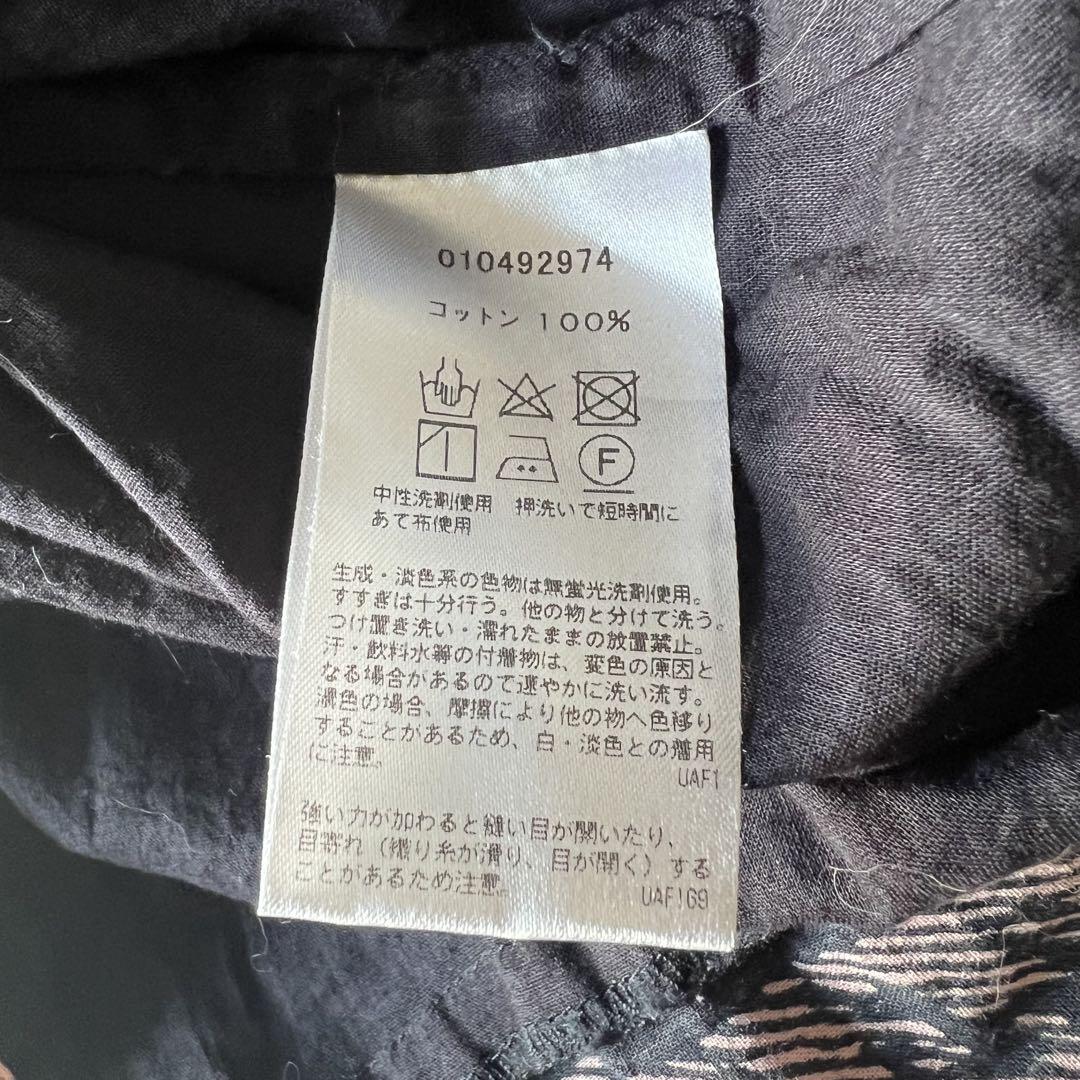 010492974
コットン 100%
F
中性洗剤使用 押洗いで短時間に
あて布使用
生成・淡色系の色物は無蛍光洗剤使用。
すすぎは十分行う。他の物と分けて洗う。
つけ置き洗い・濡れたままの放置禁止。
汗・飲料水等の付着物は、変色の原因と
なる場合があるので速やかに洗い流す。
濃色の場合、摩擦により他の物へ色移り
することがあるため、白・淡色との着用
に注意。
UAF1
強い力が加わると縫い目が開いたり、
目寄れ(織り糸が滑り、目が開く)する
ことがあるため注意。
UAF1G9